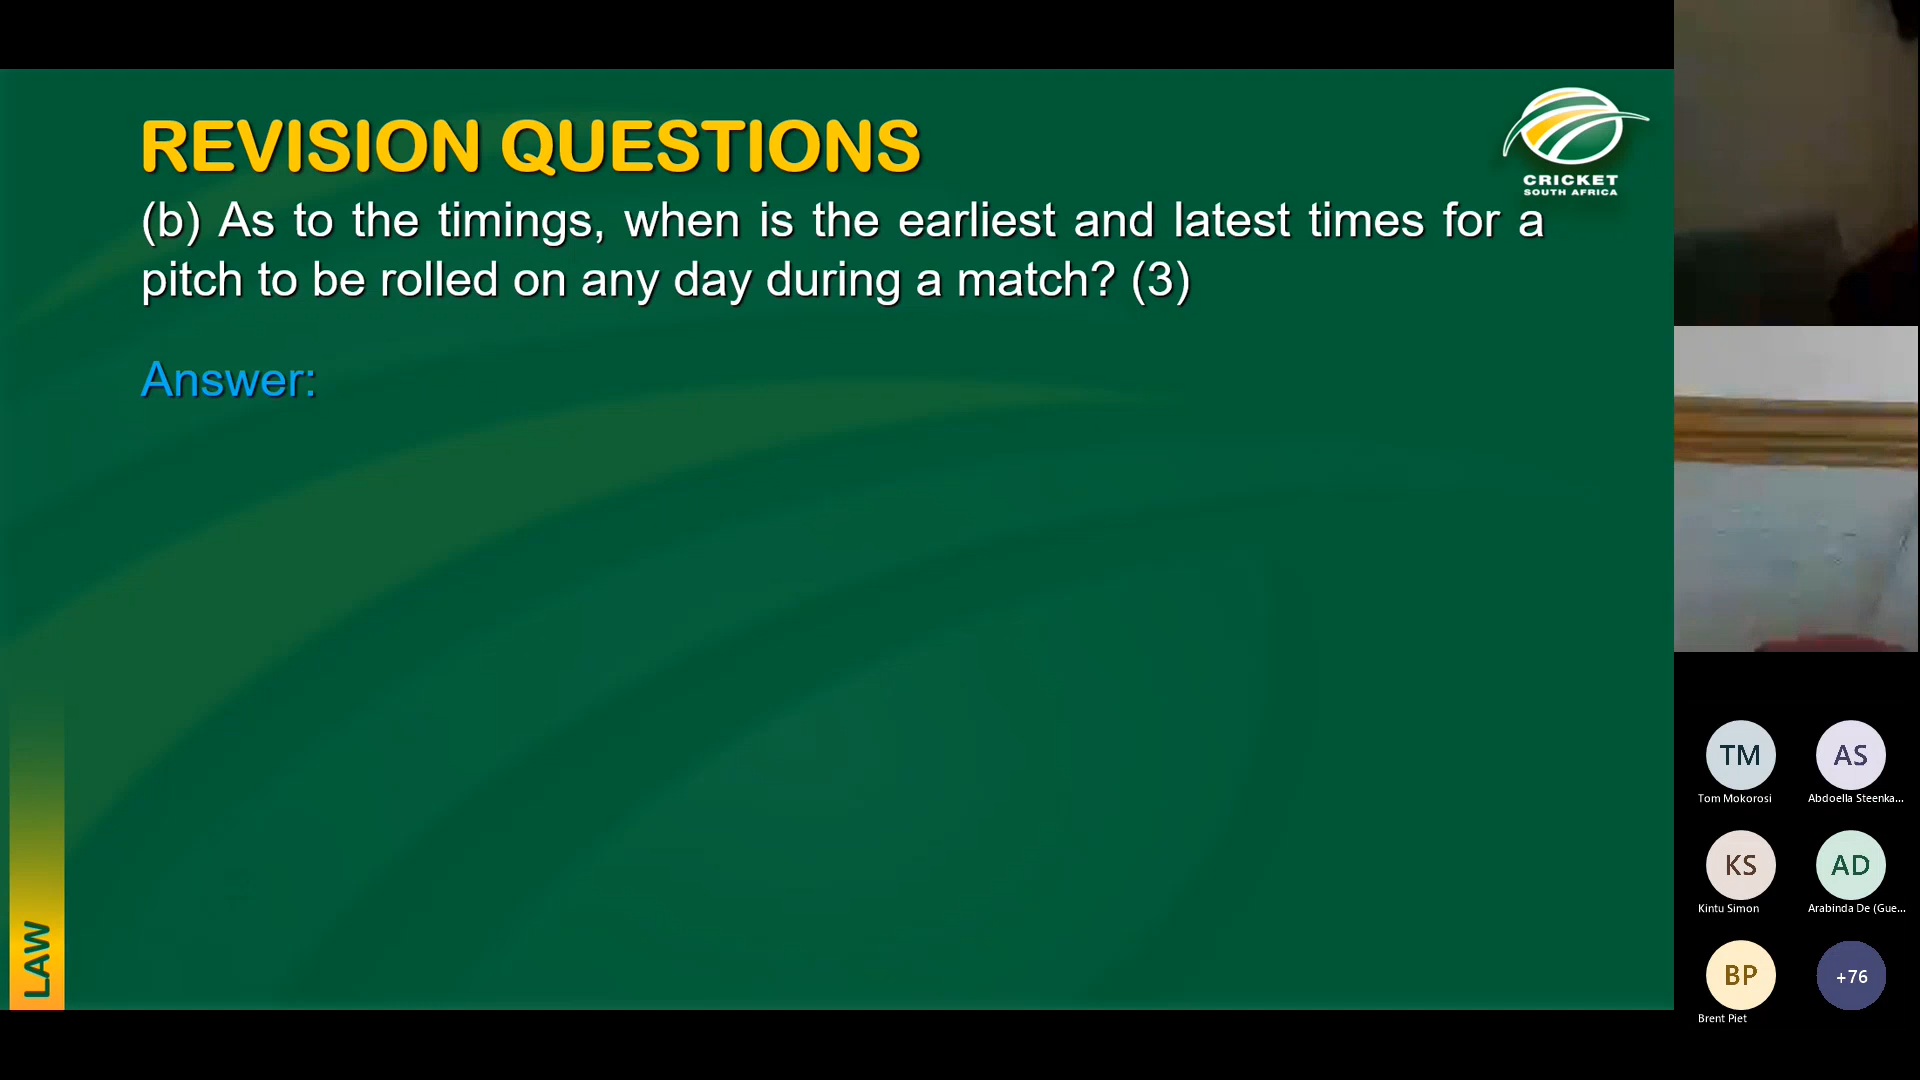 REVISION QUESTIONS
CRICKET
SOUTH AFRICA
(b) As to the timings, when is the earliest and latest times for a
pitch to be rolled on any day during a match? (3)
Answer:
LAW
TM
Tom Mokorosi
AS
Abdoella Steenka...
KS
Kintu Simon
AD
Arabinda De (Gue...
BP
Brent Piet
+76